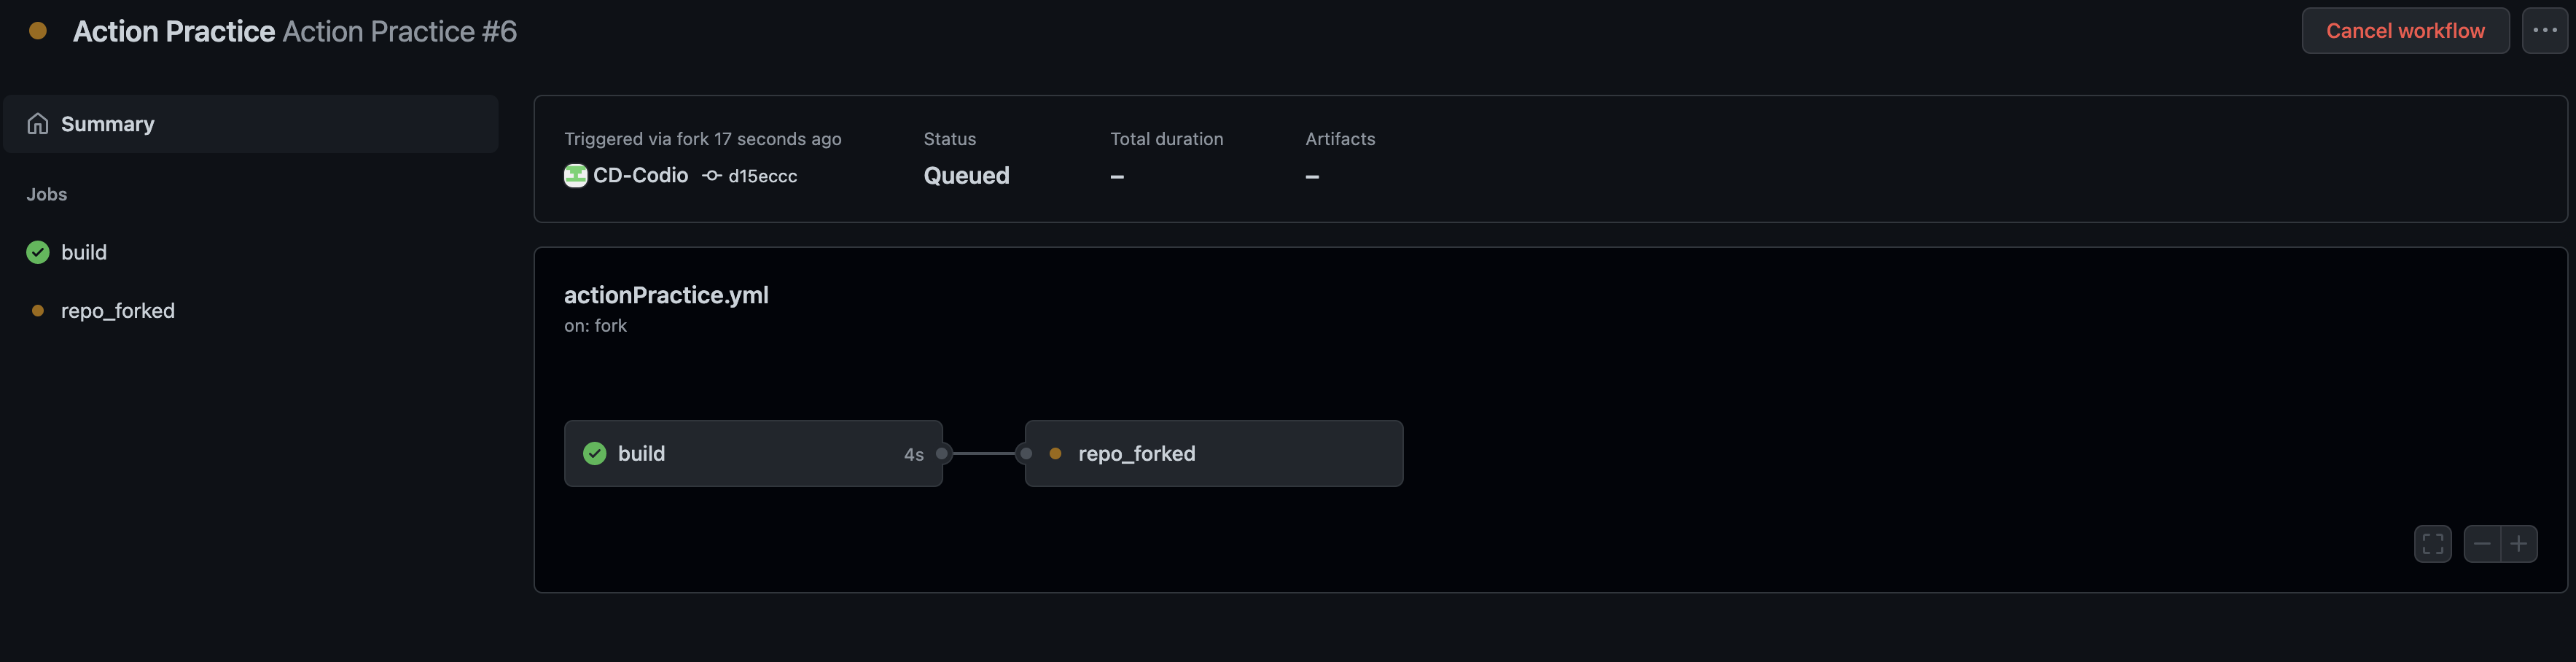 Action Practice Action Practice #6
Cancel workflow
Summary
Jobs
build
repo_forked
Triggered via fork 17 seconds ago
CD-Codio d15eccc
Status
Queued
Total duration
–
Artifacts
–
actionPractice.yml
on: fork
build 4s
repo_forked